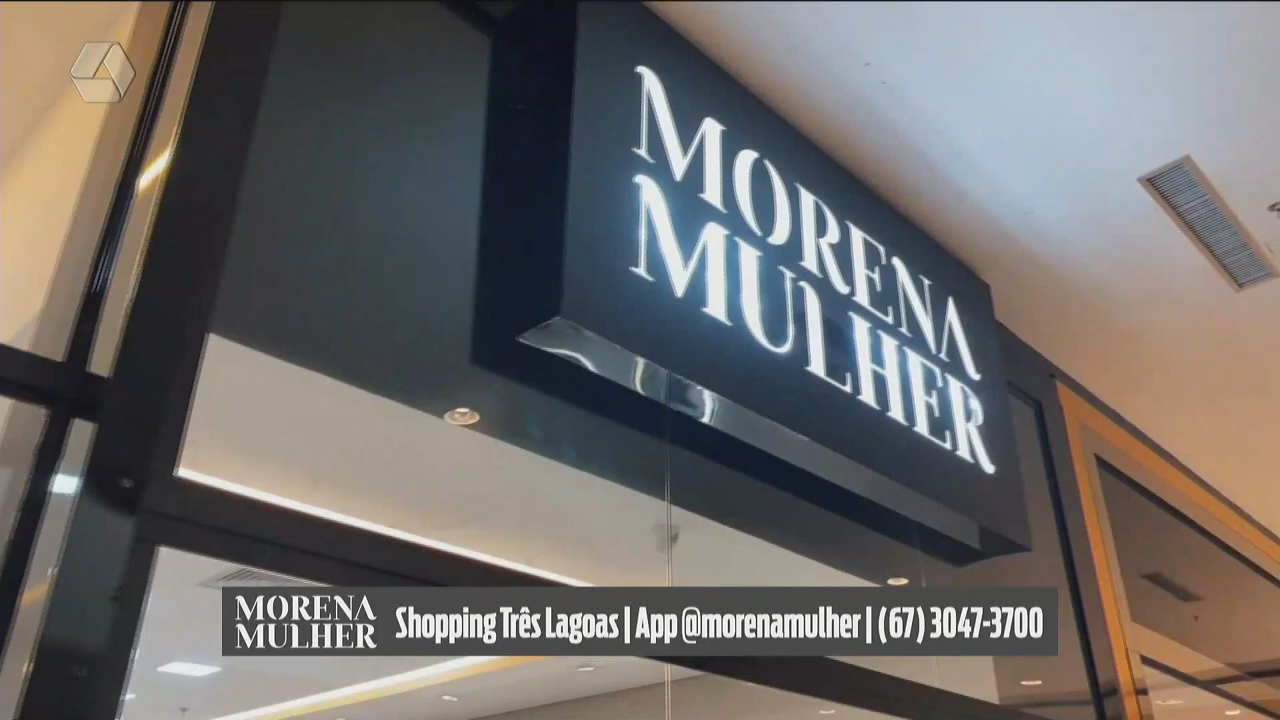 MORENA
MULHER
MORENA
MULHER
Shopping Três Lagoas | App @morenamulher | (67) 3047-3700